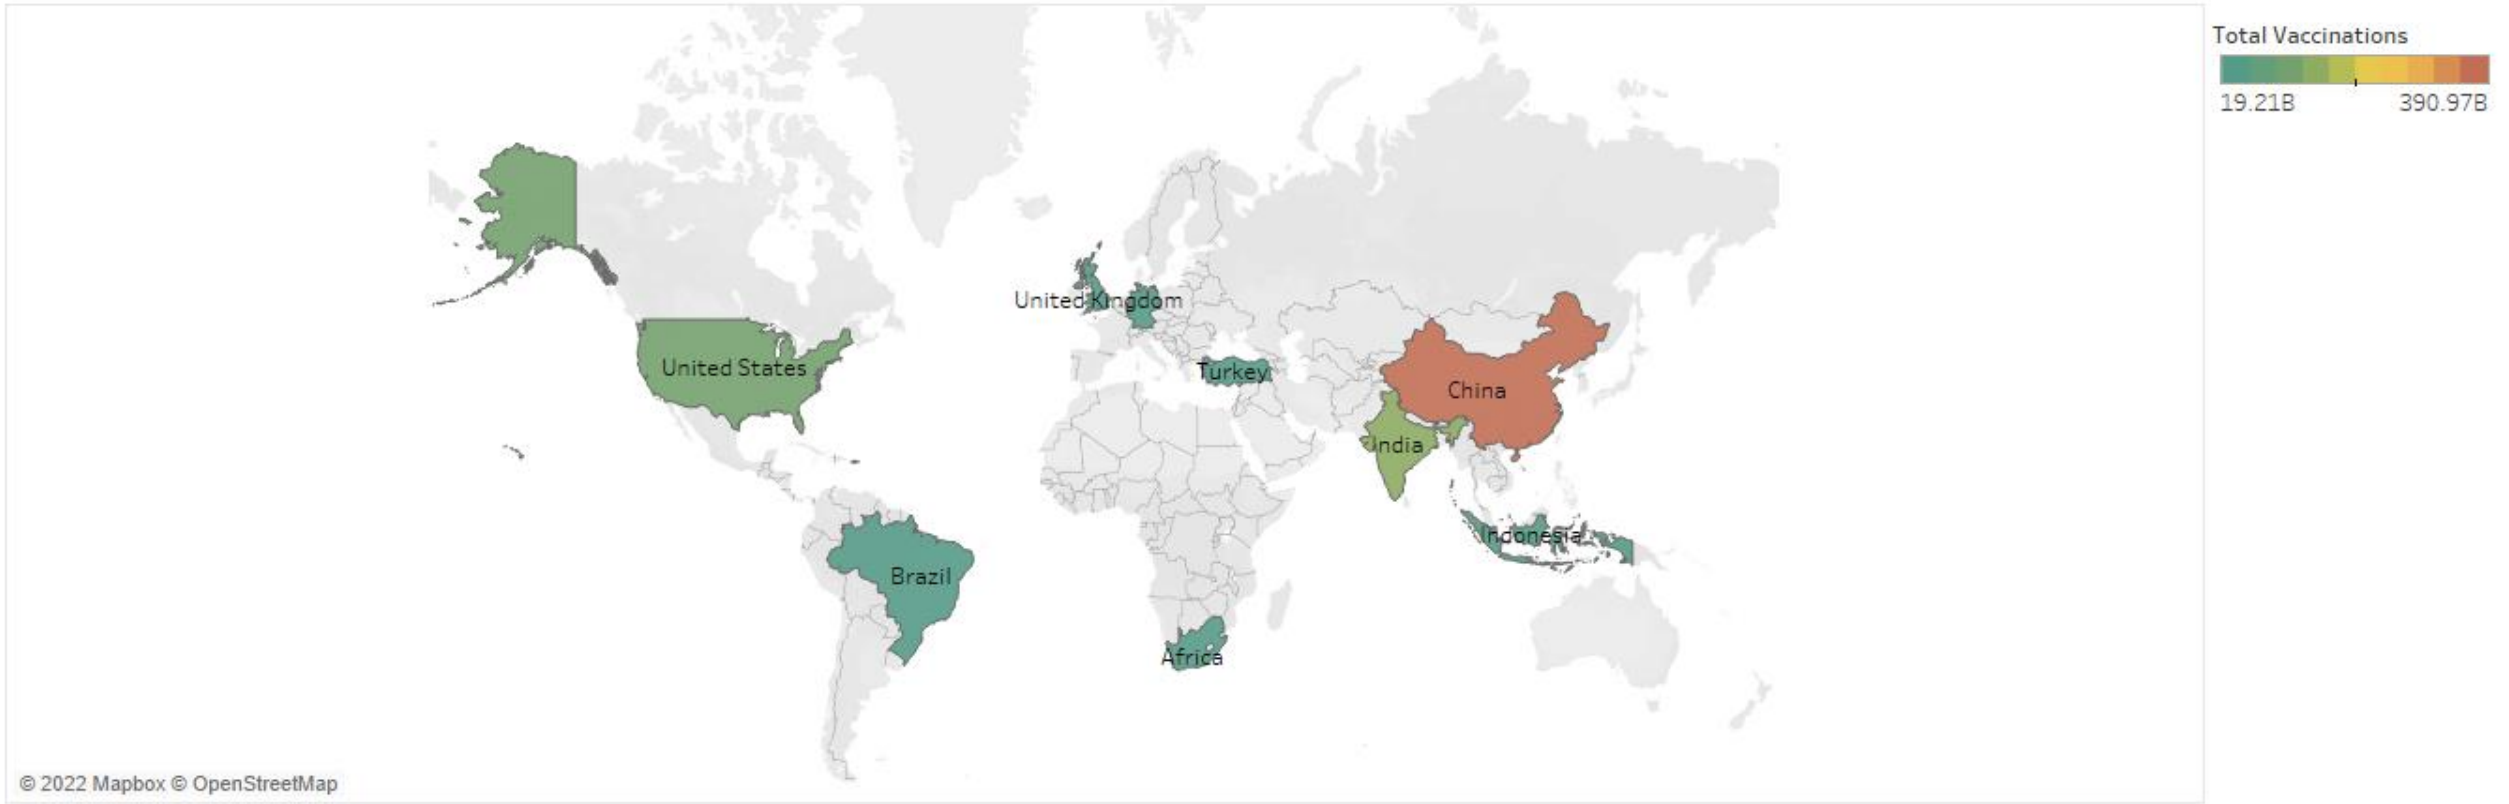 Total Vaccinations
19.21B 390.97B
United Kingdom
United States
Turkey
China
India
Indonesia
Brazil
Africa
© 2022 Mapbox © OpenStreetMap